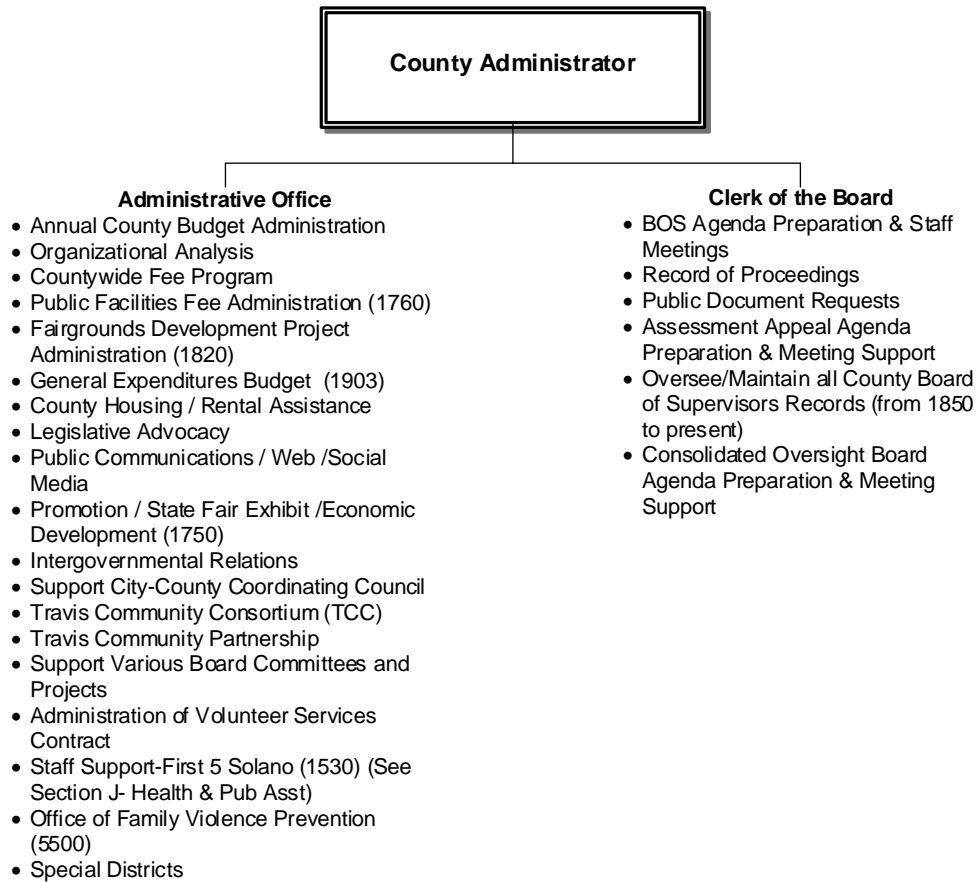 County Administrator
Administrative Office
• Annual County Budget Administration
• Organizational Analysis
• Countywide Fee Program
• Public Facilities Fee Administration (1760)
• Fairgrounds Development Project
Administration (1820)
• General Expenditures Budget (1903)
• County Housing / Rental Assistance
• Legislative Advocacy
• Public Communications / Web /Social
Media
• Promotion / State Fair Exhibit /Economic
Development (1750)
• Intergovernmental Relations
• Support City-County Coordinating Council
• Travis Community Consortium (TCC)
• Travis Community Partnership
• Support Various Board Committees and
Projects
• Administration of Volunteer Services
Contract
• Staff Support-First 5 Solano (1530) (See
Section J- Health & Pub Asst)
• Office of Family Violence Prevention
(5500)
• Special Districts
Clerk of the Board
• BOS Agenda Preparation & Staff
Meetings
• Record of Proceedings
• Public Document Requests
• Assessment Appeal Agenda
Preparation & Meeting Support
• Oversee/Maintain all County Board
of Supervisors Records (from 1850
to present)
• Consolidated Oversight Board
Agenda Preparation & Meeting
Support